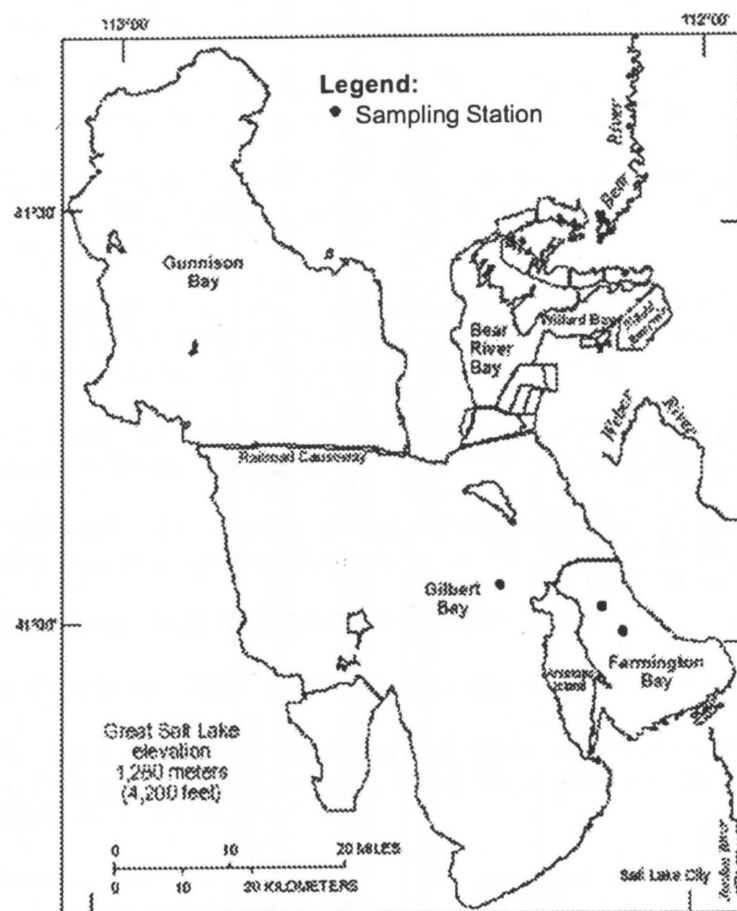 113°00'
112°00'
Legend:
Sampling Station
River
Bear
41°30'
Gunnison
Bay
Bear
River
Bay
Willard Bay
Weber
River
Railroad Causeway
Gilbert
Bay
41°00'
Farmington
Bay
Great Salt Lake
elevation
1,280 meters
(4,200 feet)
0 10 20 MILES
0 10 20 KILOMETERS
Salt Lake City
Jordan River